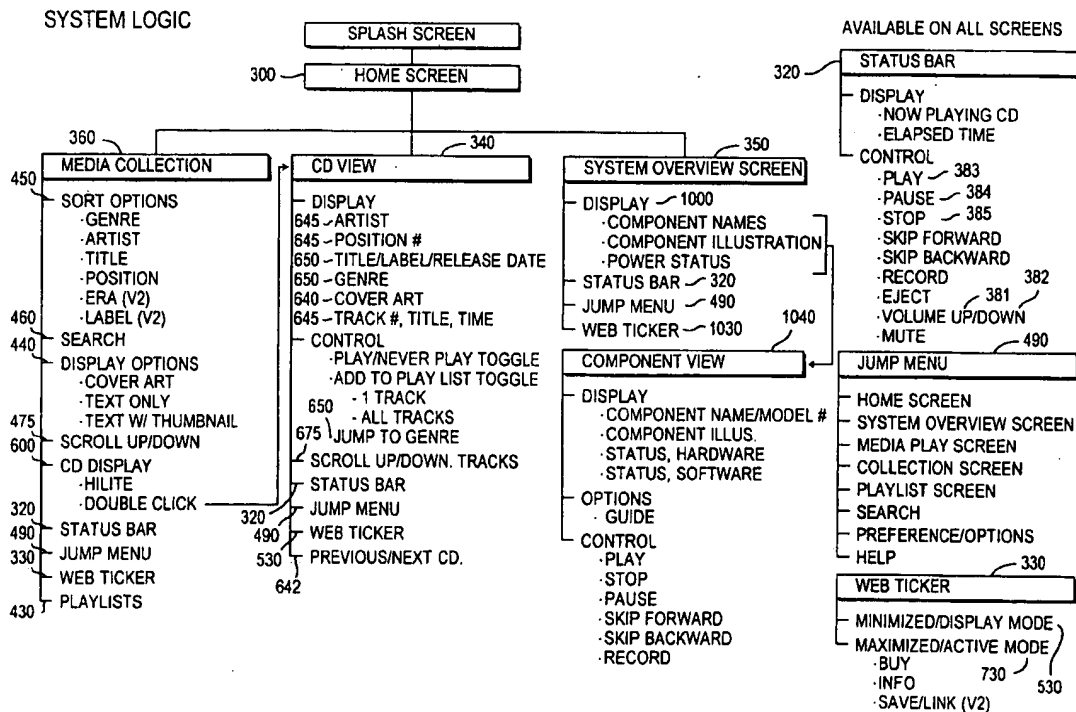 SYSTEM LOGIC
SPLASH SCREEN
300
HOME SCREEN
360
MEDIA COLLECTION
450
SORT OPTIONS
·GENRE
·ARTIST
·TITLE
·POSITION
·ERA (V2)
·LABEL (V2)
460
SEARCH
440
DISPLAY OPTIONS
·COVER ART
·TEXT ONLY
·TEXT W/ THUMBNAIL
475
SCROLL UP/DOWN
600
CD DISPLAY
·HILITE
·DOUBLE CLICK
320
STATUS BAR
490
JUMP MENU
330
WEB TICKER
430
PLAYLISTS
340
CD VIEW
DISPLAY
645 ARTIST
645 POSITION #
650 TITLE/LABEL/RELEASE DATE
650 GENRE
640 COVER ART
645 TRACK #, TITLE, TIME
CONTROL
·PLAY/NEVER PLAY TOGGLE
·ADD TO PLAY LIST TOGGLE
- 1 TRACK
- ALL TRACKS
650
JUMP TO GENRE
675
SCROLL UP/DOWN. TRACKS
STATUS BAR
320
JUMP MENU
490
WEB TICKER
530
PREVIOUS/NEXT CD.
642
350
SYSTEM OVERVIEW SCREEN
DISPLAY 1000
·COMPONENT NAMES
·COMPONENT ILLUSTRATION
·POWER STATUS
STATUS BAR 320
JUMP MENU 490
WEB TICKER 1030
1040
COMPONENT VIEW
DISPLAY
·COMPONENT NAME/MODEL #
·COMPONENT ILLUS.
·STATUS, HARDWARE
·STATUS, SOFTWARE
OPTIONS
·GUIDE
CONTROL
·PLAY
·STOP
·PAUSE
·SKIP FORWARD
·SKIP BACKWARD
·RECORD
AVAILABLE ON ALL SCREENS
320
STATUS BAR
DISPLAY
·NOW PLAYING CD
·ELAPSED TIME
CONTROL
·PLAY 383
·PAUSE 384
·STOP 385
·SKIP FORWARD
·SKIP BACKWARD
·RECORD
·EJECT 381 382
·VOLUME UP/DOWN
·MUTE
490
JUMP MENU
HOME SCREEN
SYSTEM OVERVIEW SCREEN
MEDIA PLAY SCREEN
COLLECTION SCREEN
PLAYLIST SCREEN
SEARCH
PREFERENCE/OPTIONS
HELP
330
WEB TICKER
MINIMIZED/DISPLAY MODE
MAXIMIZED/ACTIVE MODE
·BUY
·INFO
·SAVE/LINK (V2)
730
530